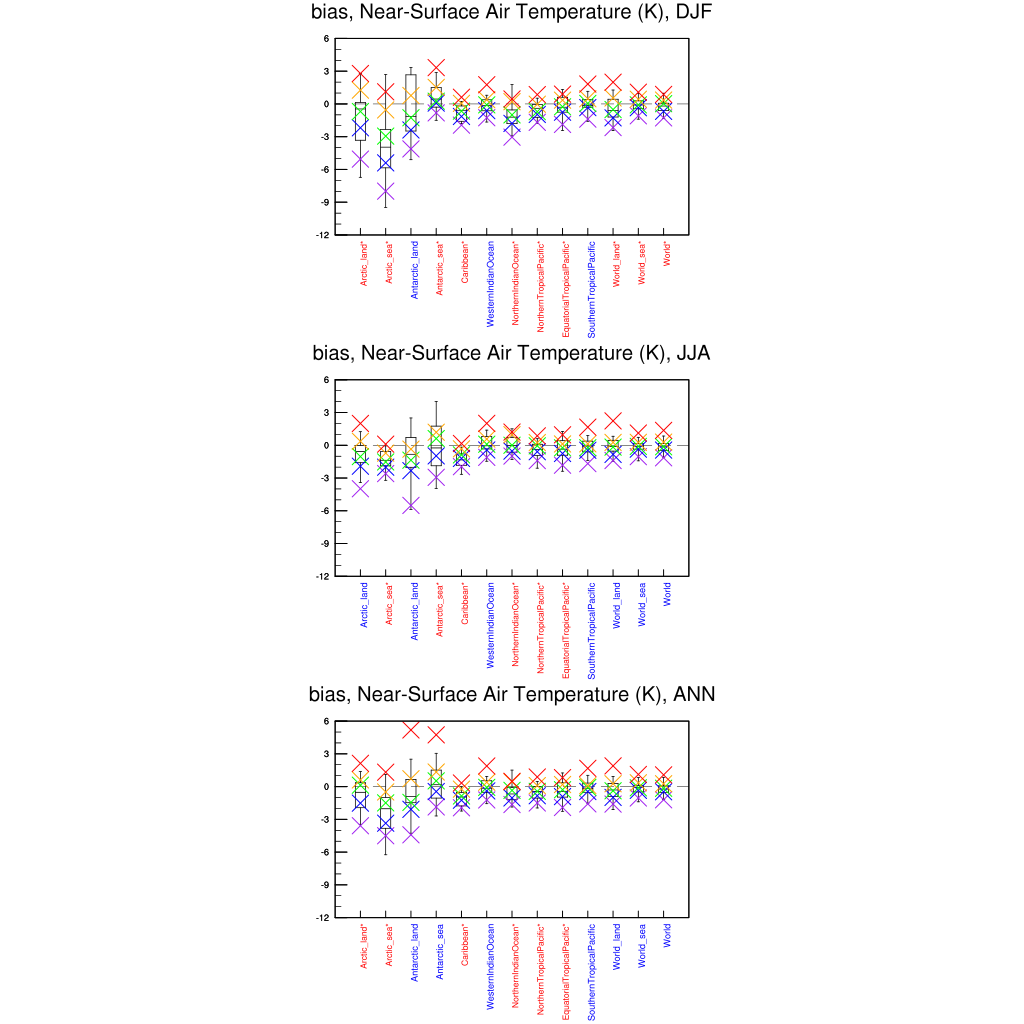 bias, Near-Surface Air Temperature (K), DJF
6
3
0
-3
-6
-9
-12
Arctic_land*
Arctic_sea*
Antarctic_land
Antarctic_sea*
Caribbean*
WesternIndianOcean
NorthernIndianOcean*
NorthernTropicalPacific*
EquatorialTropicalPacific*
SouthernTropicalPacific
World_land*
World_sea*
World*
bias, Near-Surface Air Temperature (K), JJA
6
3
0
-3
-6
-9
-12
Arctic_land
Arctic_sea*
Antarctic_land
Antarctic_sea*
Caribbean*
WesternIndianOcean
NorthernIndianOcean*
NorthernTropicalPacific*
EquatorialTropicalPacific*
SouthernTropicalPacific
World_land
World_sea
World
bias, Near-Surface Air Temperature (K), ANN
6
3
0
-3
-6
-9
-12
Arctic_land*
Arctic_sea*
Antarctic_land
Antarctic_sea
Caribbean*
WesternIndianOcean
NorthernIndianOcean*
NorthernTropicalPacific*
EquatorialTropicalPacific*
SouthernTropicalPacific
World_land
World_sea
World